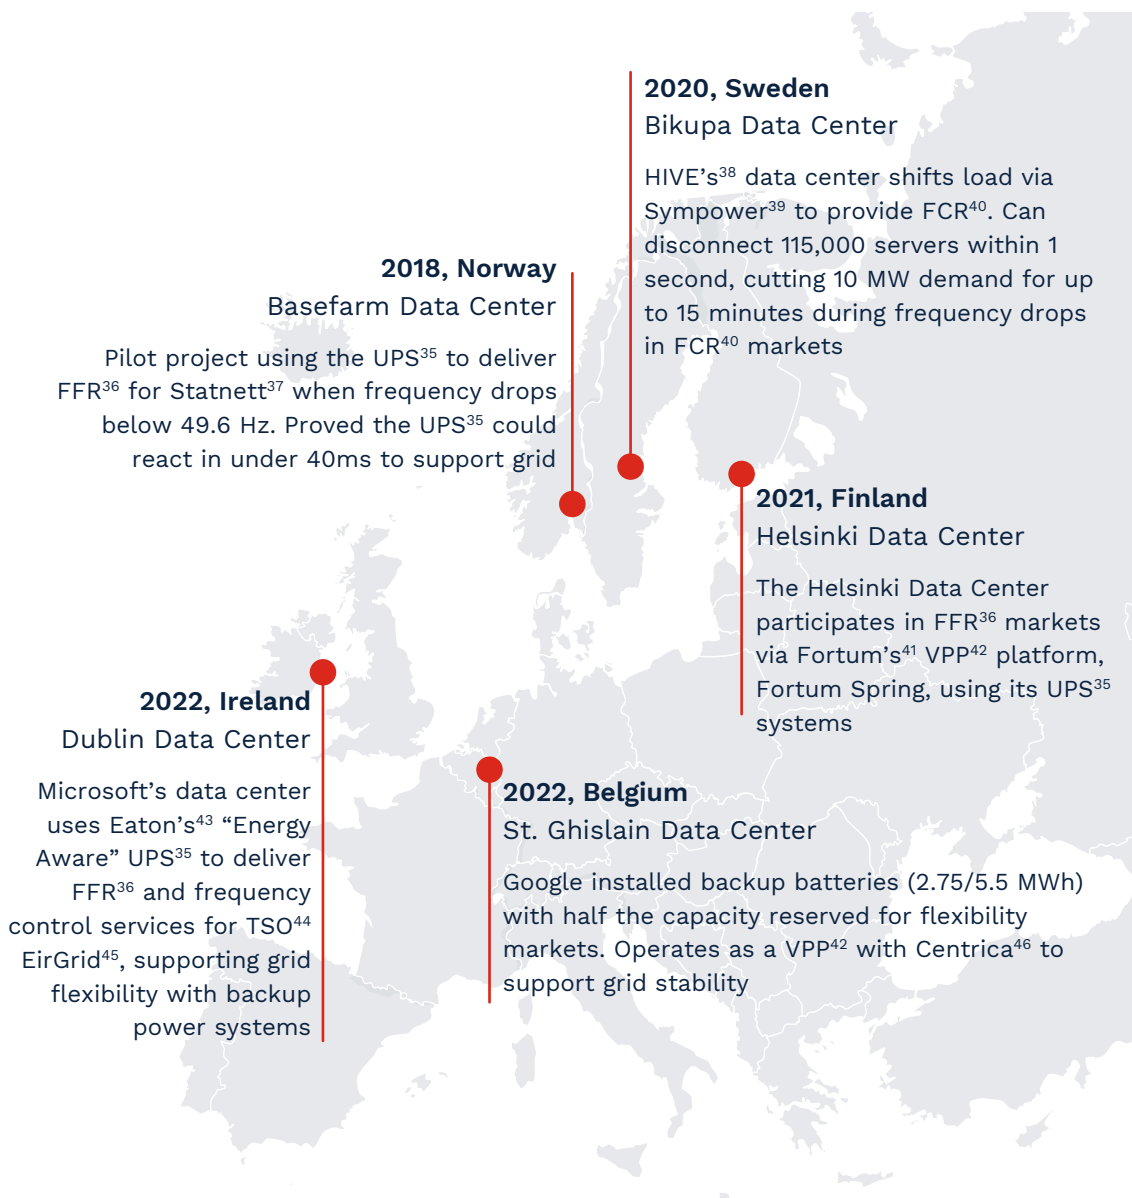 2020, Sweden
Bikupa Data Center
HIVE’s³⁸ data center shifts load via
Sympower³⁹ to provide FCR⁴⁰. Can
disconnect 115,000 servers within 1
second, cutting 10 MW demand for up
to 15 minutes during frequency drops
in FCR⁴⁰ markets
2018, Norway
Basefarm Data Center
Pilot project using the UPS³⁵ to deliver
FFR³⁶ for Statnett³⁷ when frequency drops
below 49.6 Hz. Proved the UPS³⁵ could
react in under 40ms to support grid
2021, Finland
Helsinki Data Center
The Helsinki Data Center
participates in FFR³⁶ markets
via Fortum’s⁴¹ VPP⁴² platform,
Fortum Spring, using its UPS³⁵
systems
2022, Ireland
Dublin Data Center
Microsoft’s data center
uses Eaton’s⁴³ “Energy
Aware” UPS³⁵ to deliver
FFR³⁶ and frequency
control services for TSO⁴⁴
EirGrid⁴⁵, supporting grid
flexibility with backup
power systems
2022, Belgium
St. Ghislain Data Center
Google installed backup batteries (2.75/5.5 MWh)
with half the capacity reserved for flexibility
markets. Operates as a VPP⁴² with Centrica⁴⁶ to
support grid stability